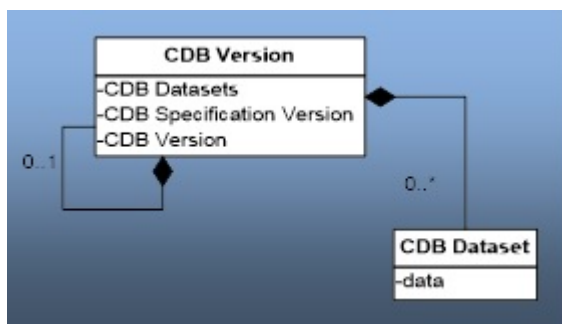 CDB Version
-CDB Datasets
-CDB Specification Version
-CDB Version
0..1
0..*
CDB Dataset
-data